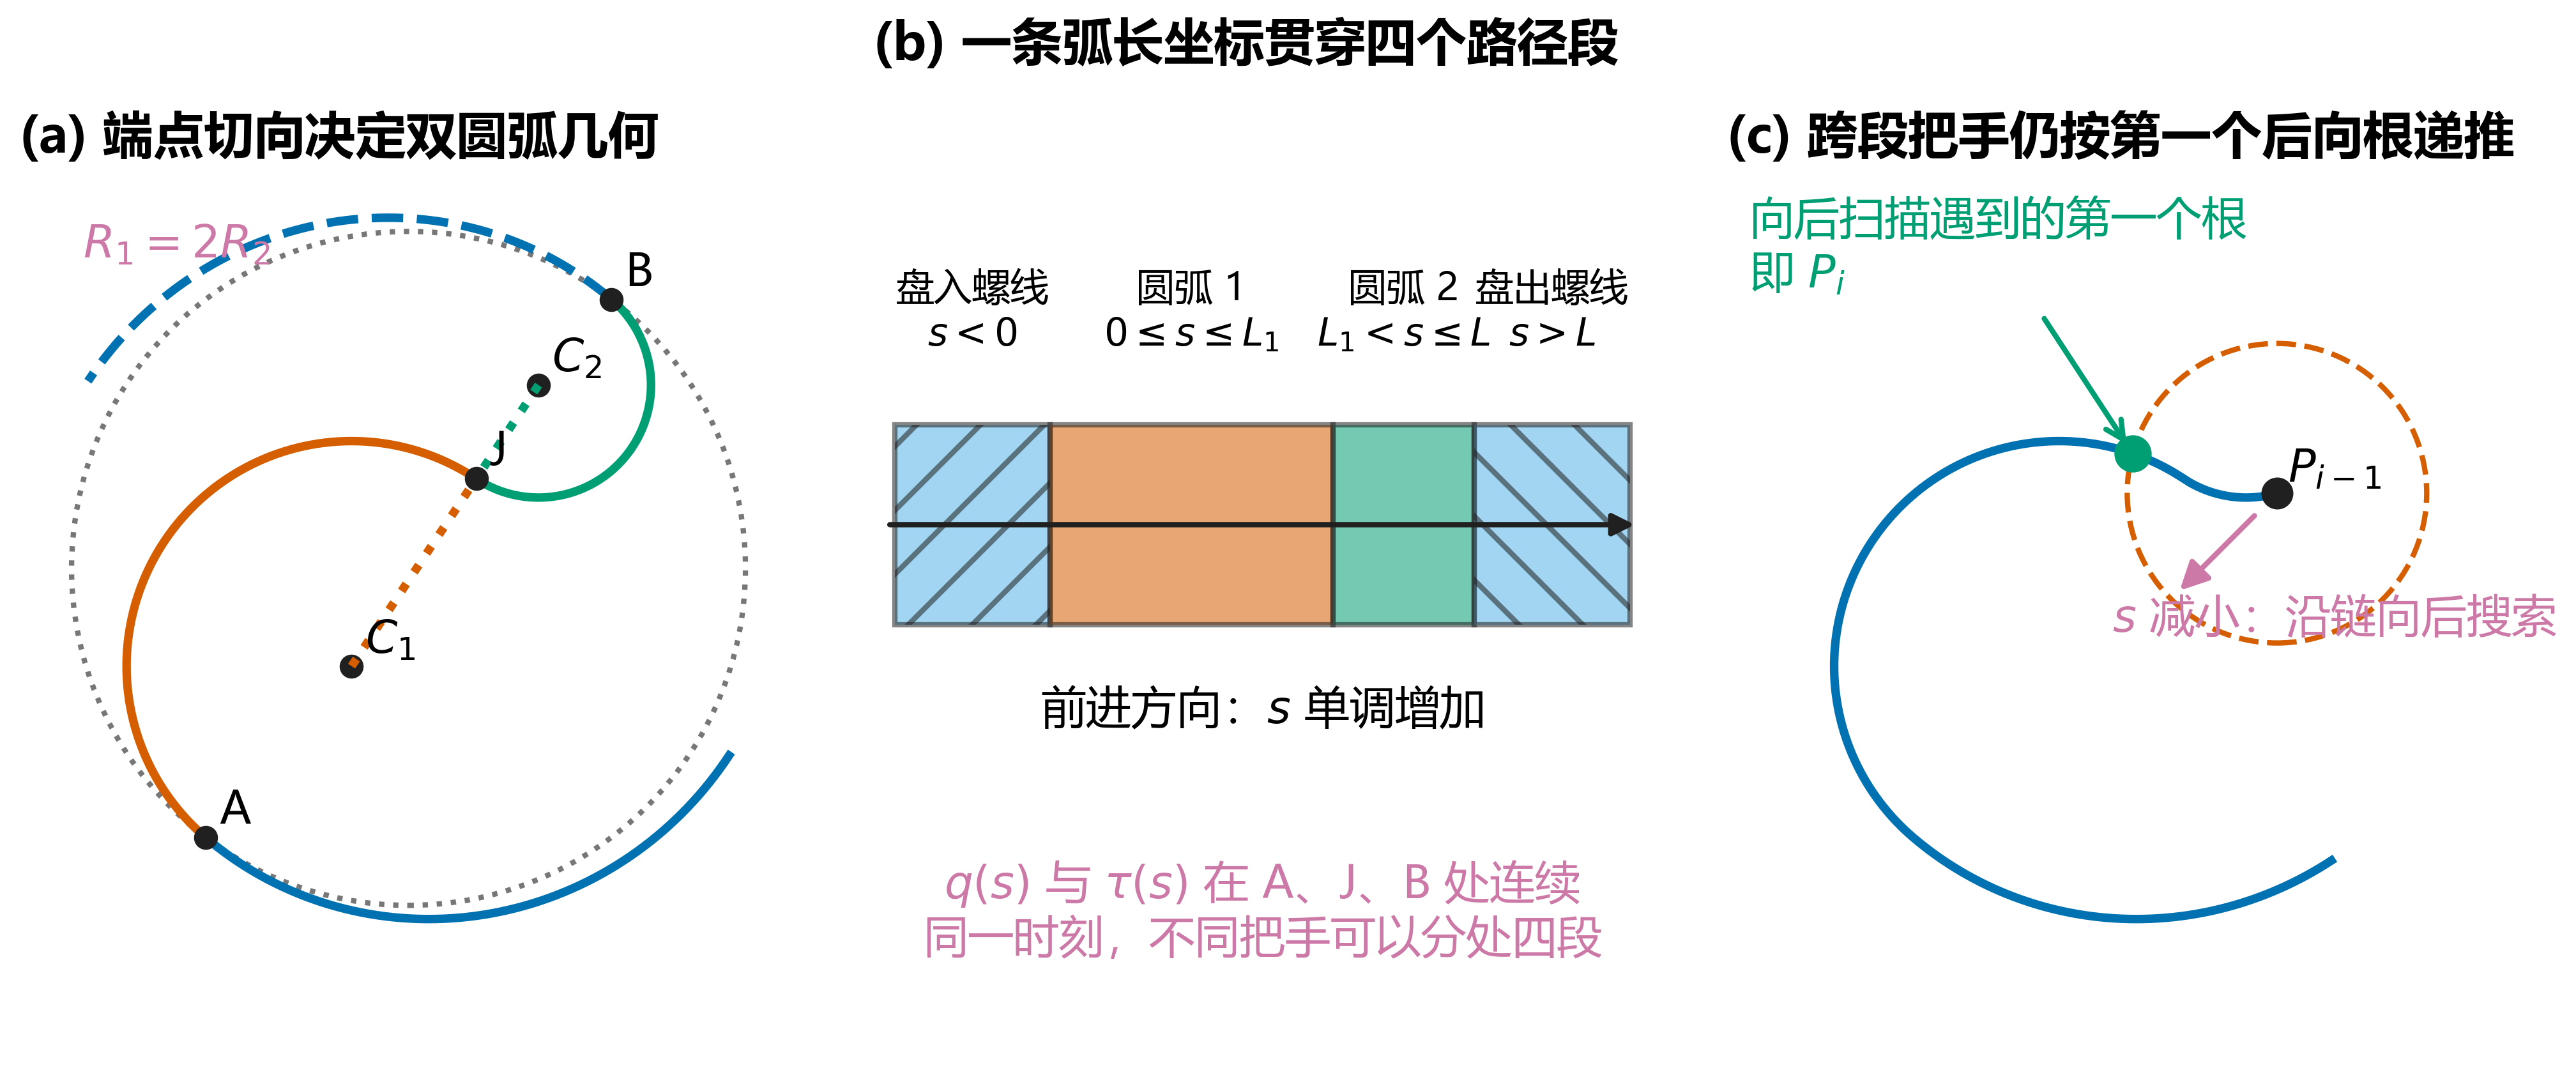 (b) 一条弧长坐标贯穿四个路径段
(a) 端点切向决定双圆弧几何
(c) 跨段把手仍按第一个后向根递推
R₁ = 2R₂
B
C₂
J
C₁
A
盘入螺线
s < 0
圆弧 1
0 ≤ s ≤ L₁
圆弧 2
L₁ < s ≤ L
盘出螺线
s > L
前进方向：s 单调增加
q(s) 与 τ(s) 在 A、J、B 处连续
同一时刻，不同把手可以分处四段
向后扫描遇到的第一个根
即 Pᵢ
Pᵢ₋₁
s 减小：沿链向后搜索